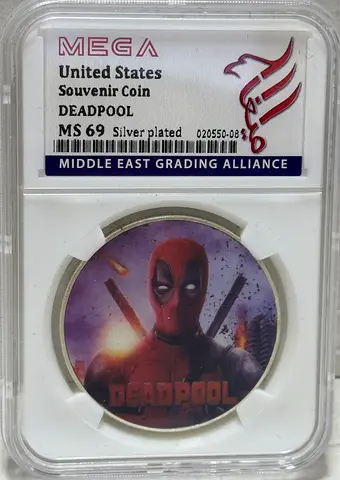 MEGA
United States
Souvenir Coin
DEADPOOL
MS 69 Silver plated 020550-08
MIDDLE EAST GRADING ALLIANCE
DEADPOOL